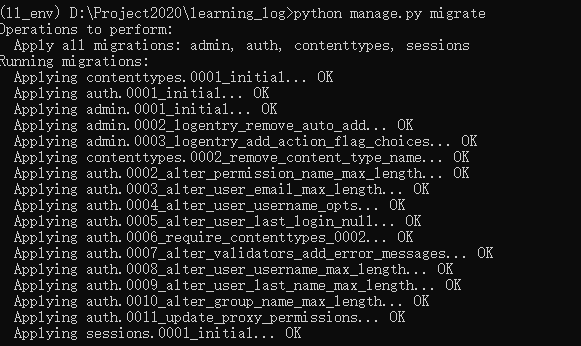 (11_env) D:\Project2020\learning_log>python manage.py migrate
Operations to perform:
  Apply all migrations: admin, auth, contenttypes, sessions
Running migrations:
  Applying contenttypes.0001_initial... OK
  Applying auth.0001_initial... OK
  Applying admin.0001_initial... OK
  Applying admin.0002_logentry_remove_auto_add... OK
  Applying admin.0003_logentry_add_action_flag_choices... OK
  Applying contenttypes.0002_remove_content_type_name... OK
  Applying auth.0002_alter_permission_name_max_length... OK
  Applying auth.0003_alter_user_email_max_length... OK
  Applying auth.0004_alter_user_username_opts... OK
  Applying auth.0005_alter_user_last_login_null... OK
  Applying auth.0006_require_contenttypes_0002... OK
  Applying auth.0007_alter_validators_add_error_messages... OK
  Applying auth.0008_alter_user_username_max_length... OK
  Applying auth.0009_alter_user_last_name_max_length... OK
  Applying auth.0010_alter_group_name_max_length... OK
  Applying auth.0011_update_proxy_permissions... OK
  Applying sessions.0001_initial... OK